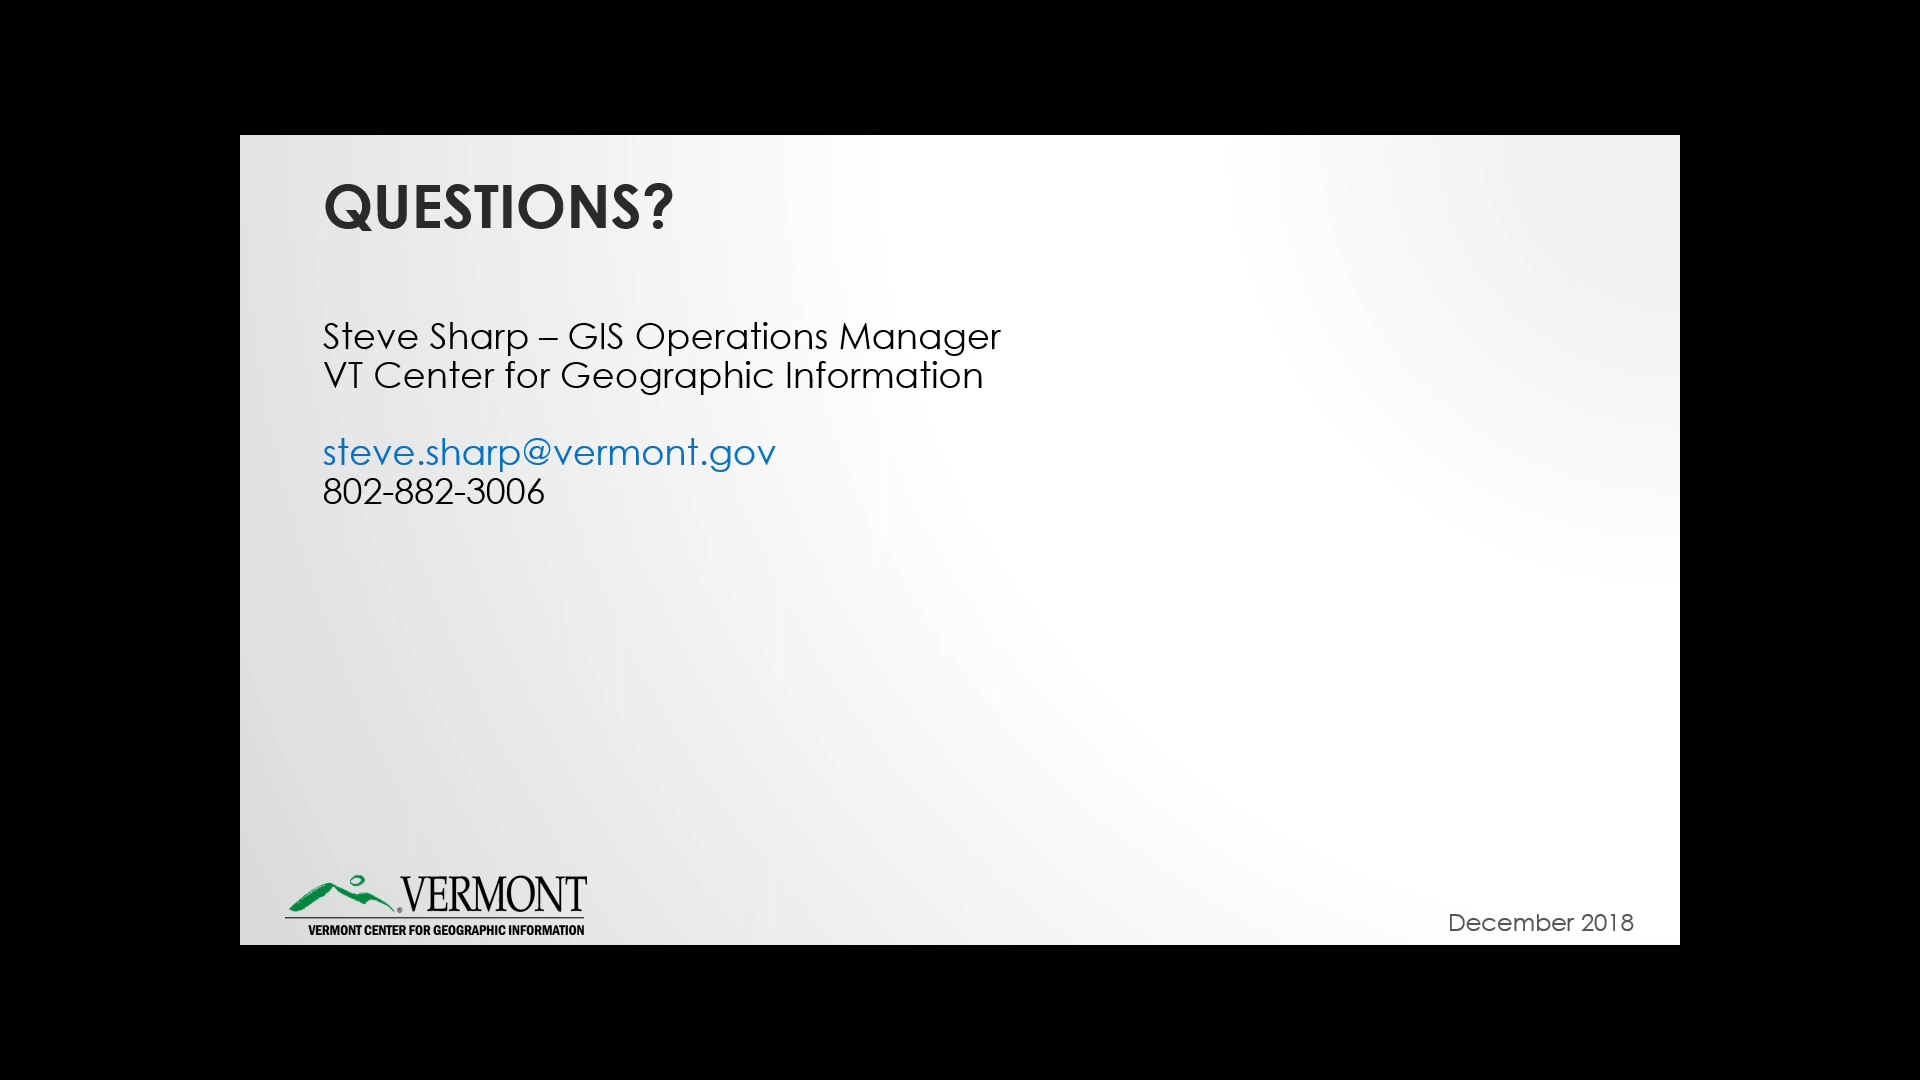 QUESTIONS?
Steve Sharp – GIS Operations Manager
VT Center for Geographic Information
steve.sharp@vermont.gov
802-882-3006
VERMONT
VERMONT CENTER FOR GEOGRAPHIC INFORMATION
December 2018